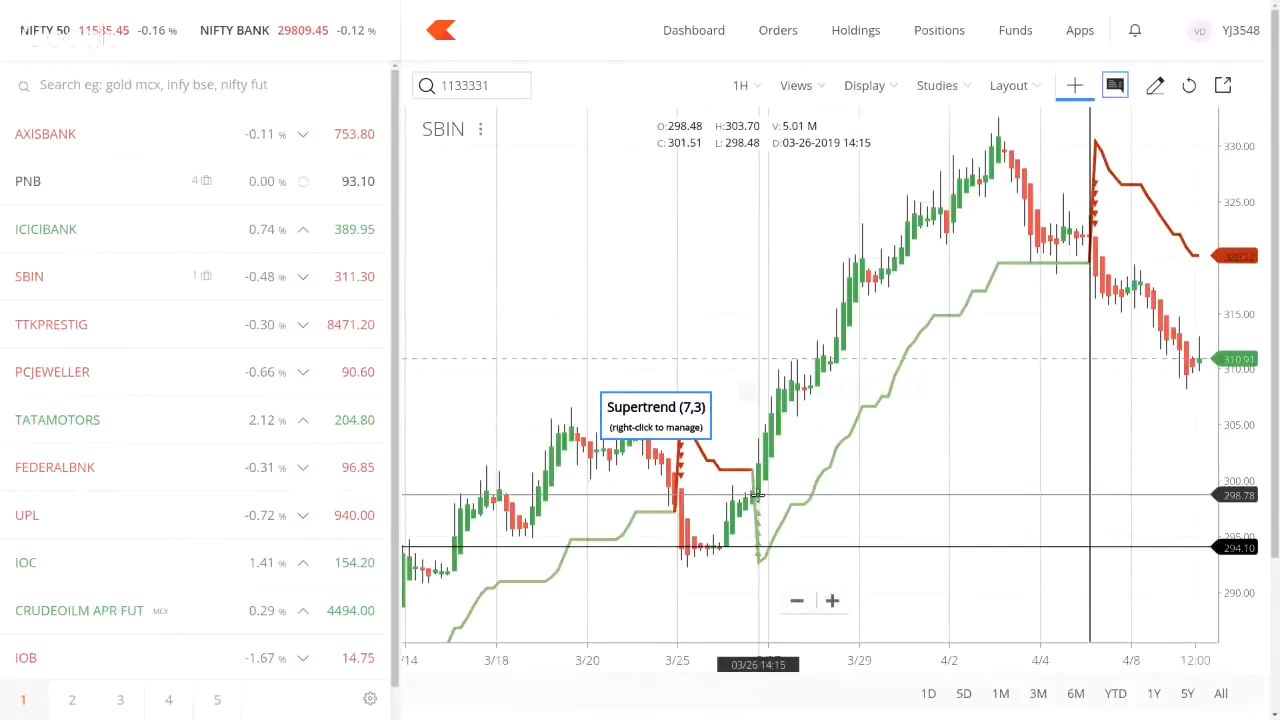 NIFTY 50 11585.45 -0.16 % NIFTY BANK 29809.45 -0.12 %
Dashboard Orders Holdings Positions Funds Apps VD YJ3548
Search eg: gold mcx, infy bse, nifty fut
1133331 1H Views Display Studies Layout
AXISBANK -0.11 % 753.80
PNB 4 0.00 % 93.10
ICICIBANK 0.74 % 389.95
SBIN 1 -0.48 % 311.30
TTKPRESTIG -0.30 % 8471.20
PCJEWELLER -0.66 % 90.60
TATAMOTORS 2.12 % 204.80
FEDERALBNK -0.31 % 96.85
UPL -0.72 % 940.00
IOC 1.41 % 154.20
CRUDEOILM APR FUT MCX 0.29 % 4494.00
IOB -1.67 % 14.75
1 2 3 4 5
SBIN
O:298.48 H:303.70 V:5.01 M
C:301.51 L:298.48 D:03-26-2019 14:15
Supertrend (7,3)
(right-click to manage)
330.00
325.00
315.00
310.91
310.00
305.00
300.00
298.78
295.00
294.10
290.00
/14 3/18 3/20 3/25 3/29 4/2 4/4 4/8 12:00
03/26 14:15
1D 5D 1M 3M 6M YTD 1Y 5Y All